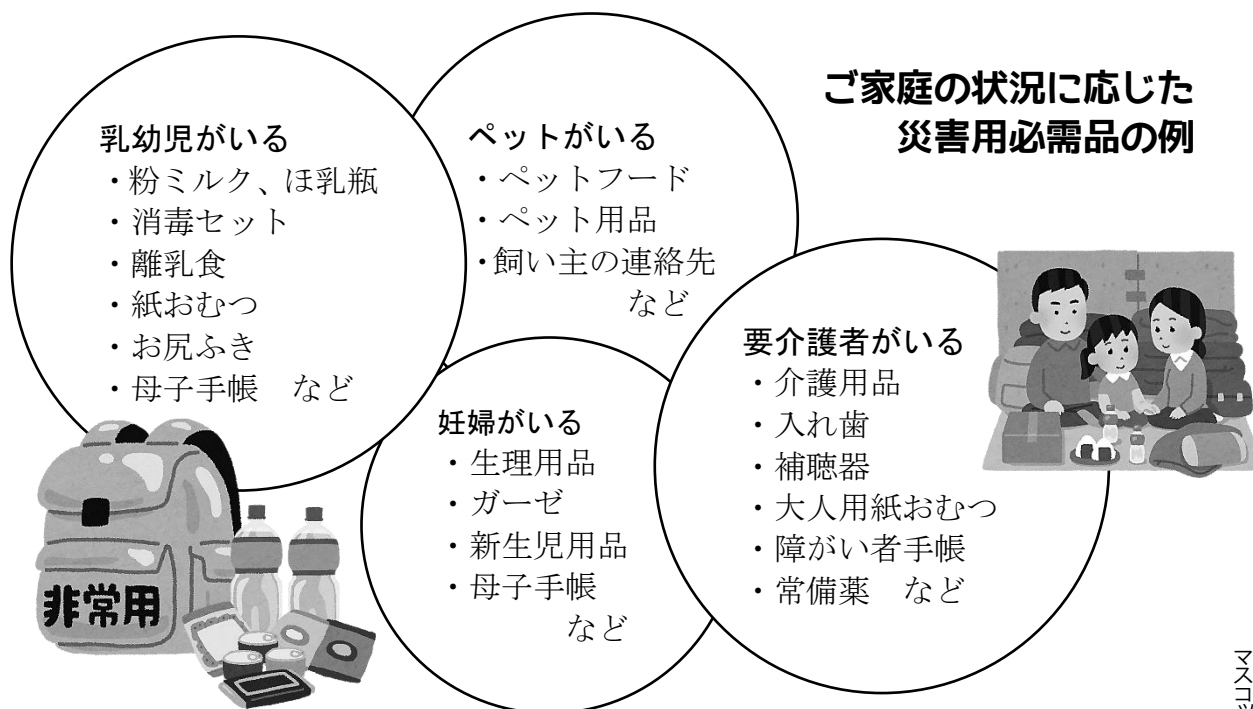 ご家庭の状況に応じた
災害用必需品の例
乳幼児がいる
・粉ミルク、ほ乳瓶
・消毒セット
・離乳食
・紙おむつ
・お尻ふき
・母子手帳　など
ペットがいる
・ペットフード
・ペット用品
・飼い主の連絡先
など
妊婦がいる
・生理用品
・ガーゼ
・新生児用品
・母子手帳
など
要介護者がいる
・介護用品
・入れ歯
・補聴器
・大人用紙おむつ
・障がい者手帳
・常備薬　など
非常用
マスコッ